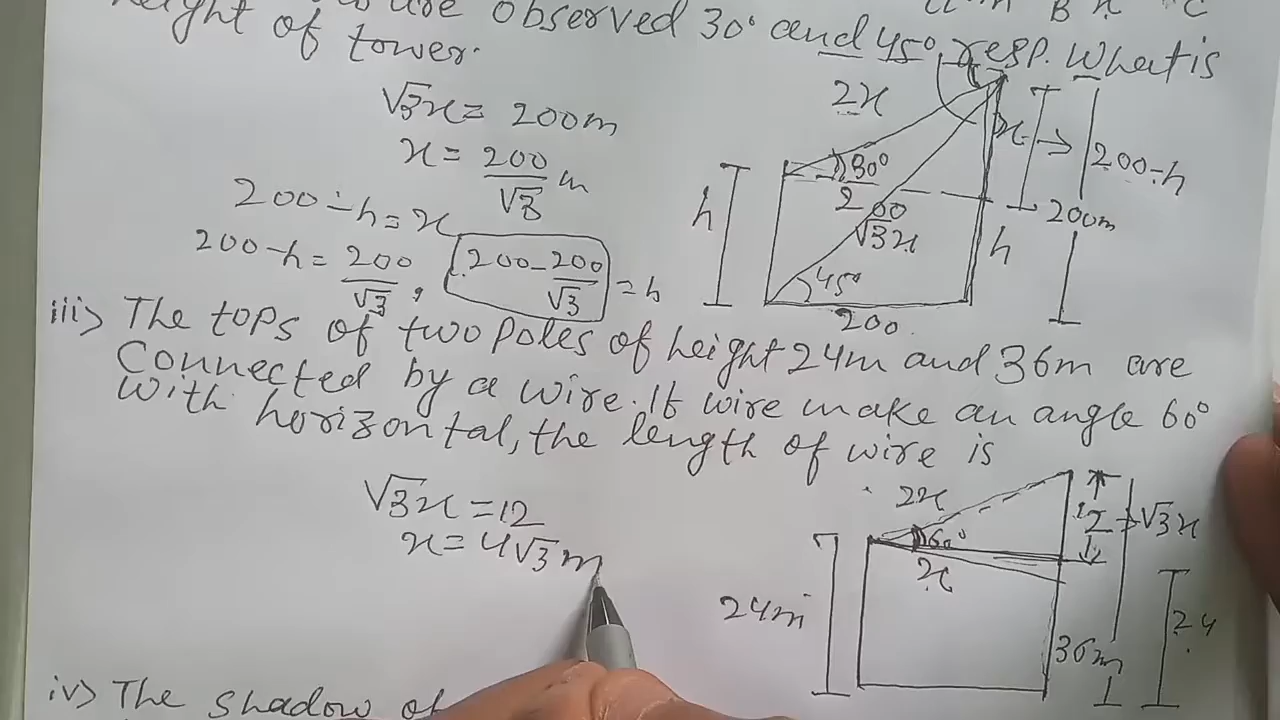 observed 30° and 45° resp. What is
height of tower.
B x C
√3x = 200m
x = 200/√3 m
200-h = x
200-h = 200/√3, 200-200/√3 = h
2x
30°
200
√3x
45°
200
h
x → 200-h
200m
h
iii> The tops of two poles of height 24m and 36m are
Connected by a wire. If wire make an angle 60°
with horizontal, the length of wire is
√3x = 12
x = 4√3m
2x
60°
x
12 → √3x
24m
36m
24
iv> The shadow of